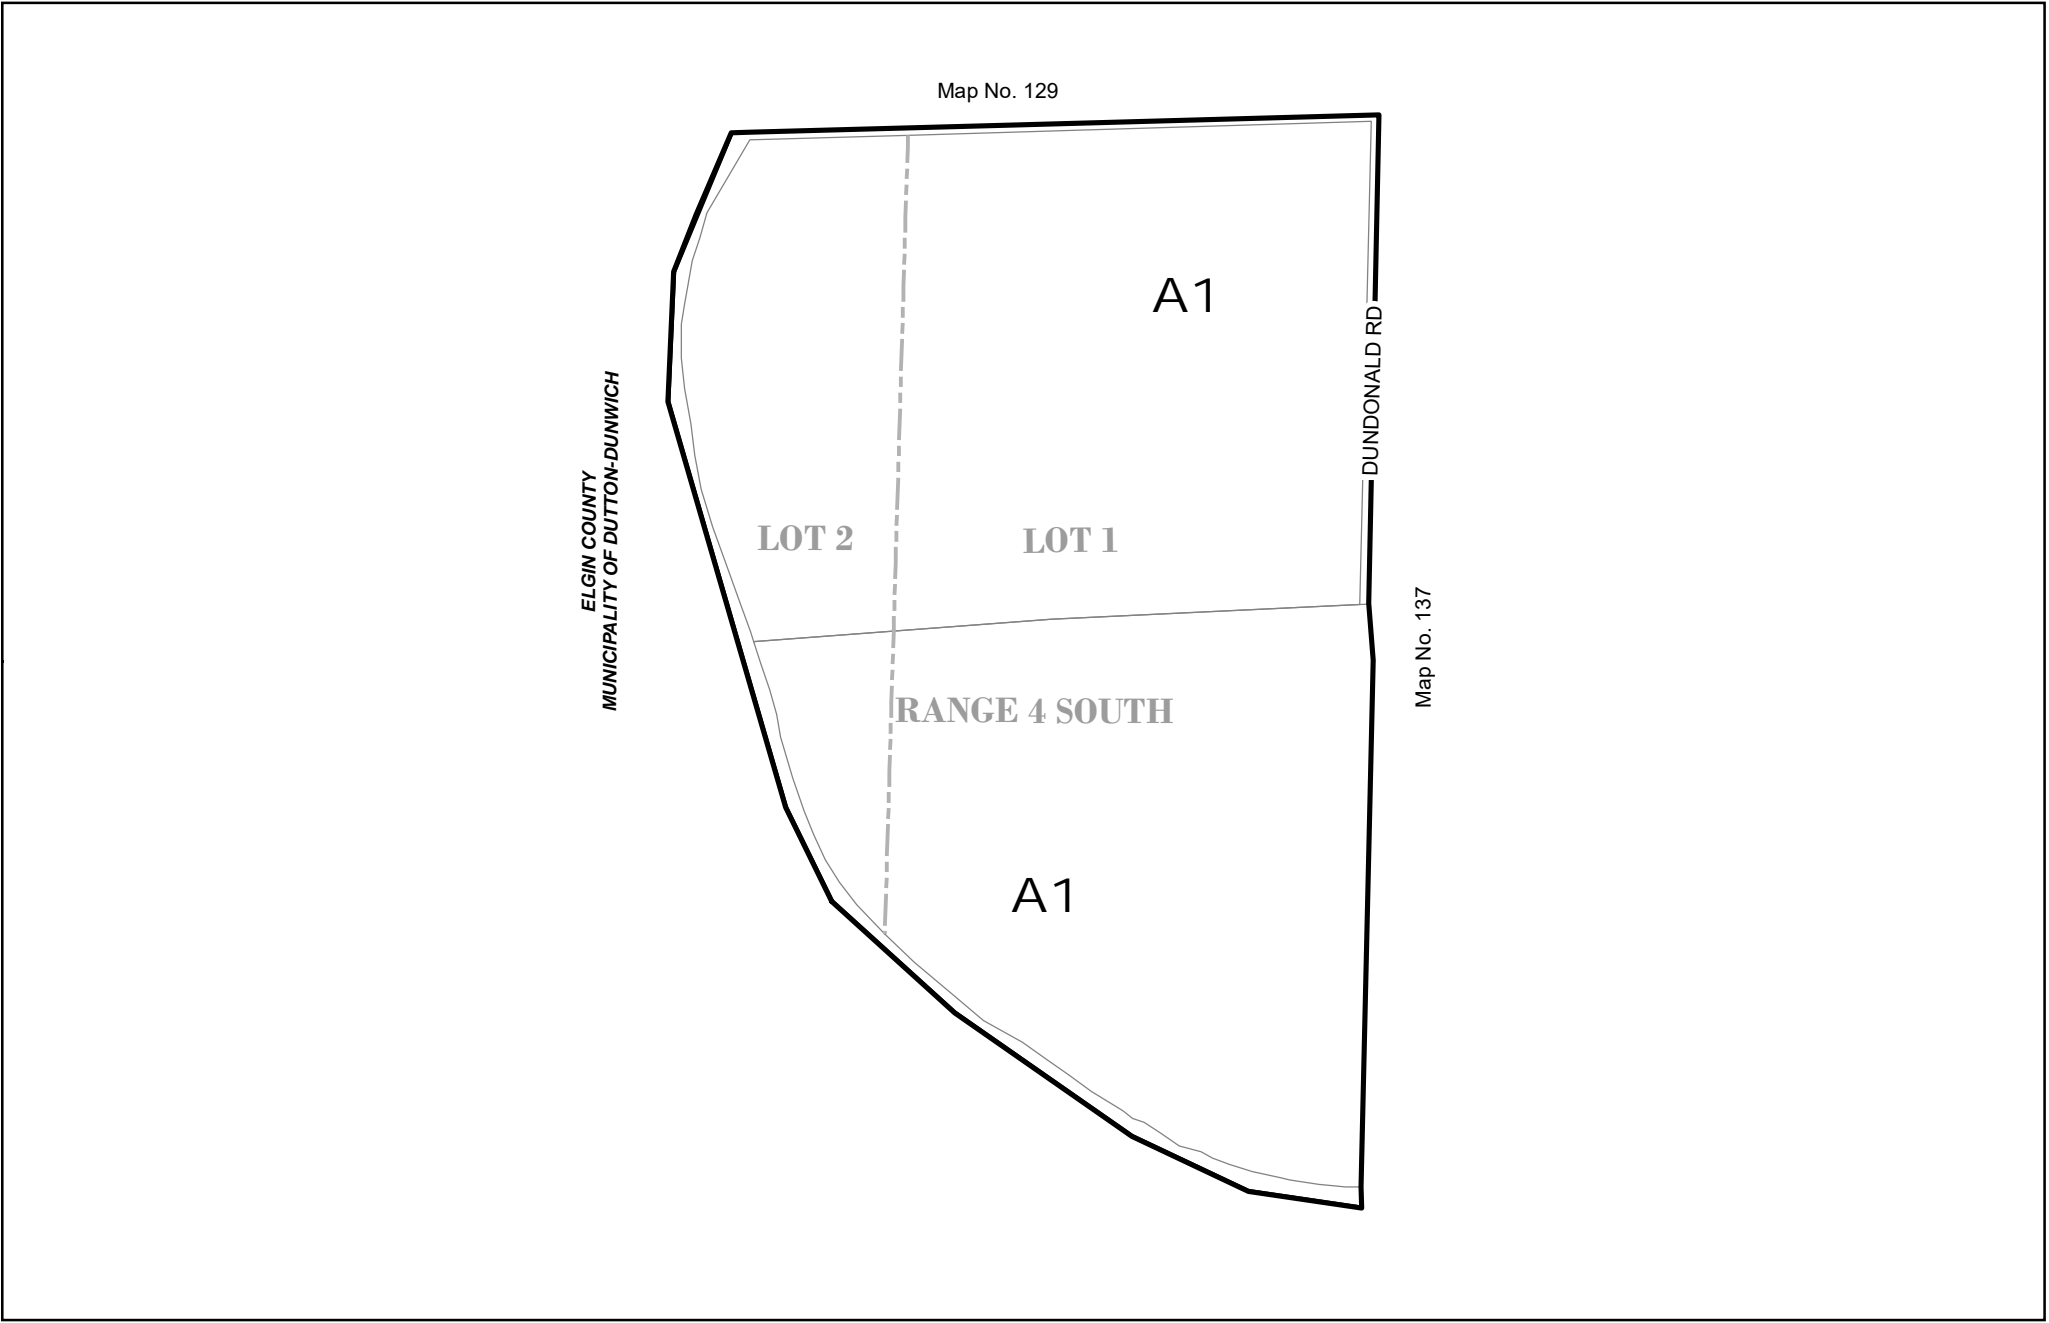 Map No. 129
A1
DUNDONALD RD
ELGIN COUNTY
MUNICIPALITY OF DUTTON-DUNWICH
LOT 2
LOT 1
Map No. 137
RANGE 4 SOUTH
A1